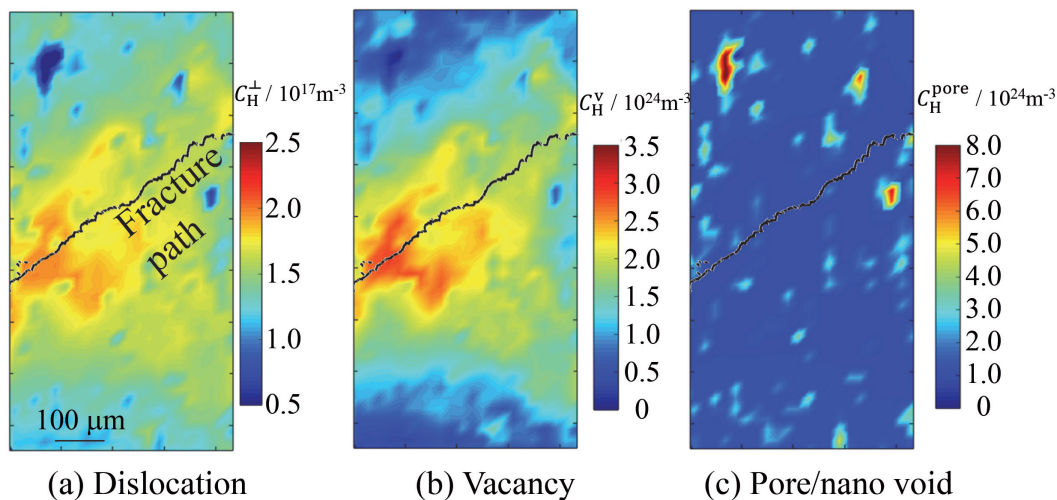 C_H^⊥ / 10^17 m^-3
2.5
2.0
1.5
1.0
0.5
Fracture
path
100 μm
(a) Dislocation
C_H^v / 10^24 m^-3
3.5
3.0
2.5
2.0
1.5
1.0
0.5
0
(b) Vacancy
C_H^pore / 10^24 m^-3
8.0
7.0
6.0
5.0
4.0
3.0
2.0
1.0
0
(c) Pore/nano void